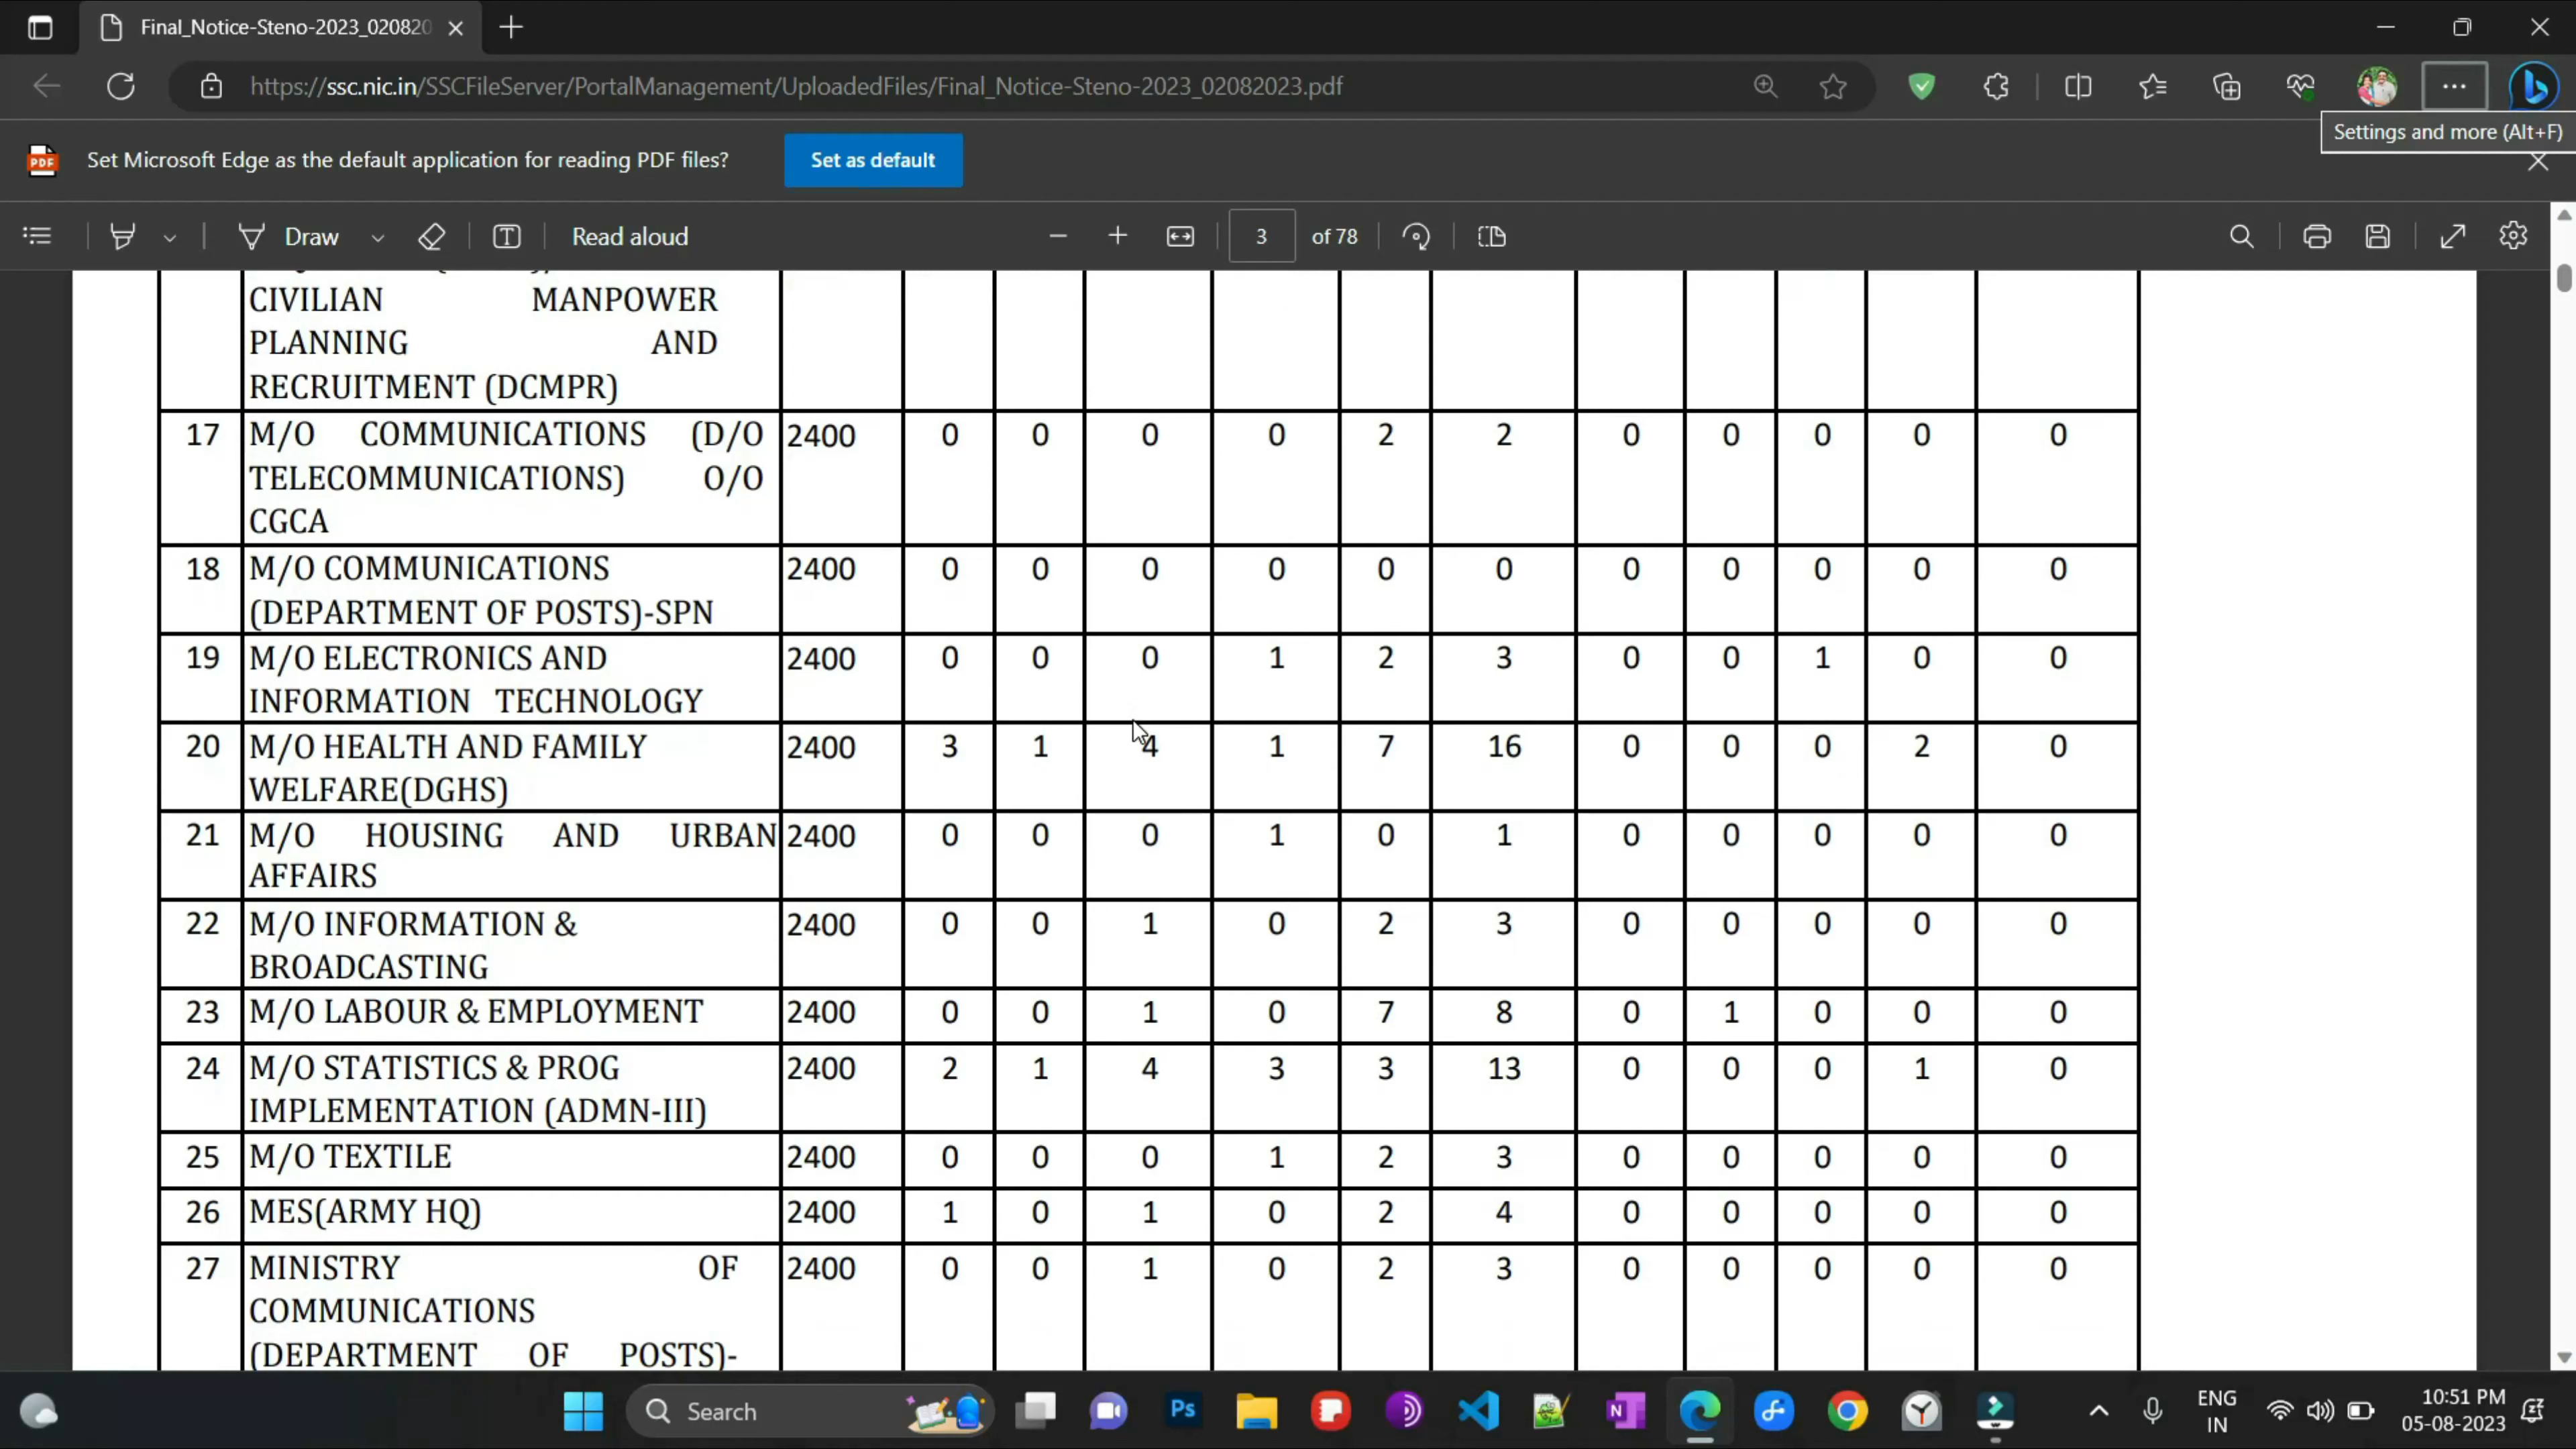 Final_Notice-Steno-2023_020820
https://ssc.nic.in/SSCFileServer/PortalManagement/UploadedFiles/Final_Notice-Steno-2023_02082023.pdf
Settings and more (Alt+F)
PDF Set Microsoft Edge as the default application for reading PDF files? Set as default
Draw Read aloud 3 of 78
CIVILIAN MANPOWER
PLANNING AND
RECRUITMENT (DCMPR)
17 M/O COMMUNICATIONS (D/O 2400 0 0 0 0 2 2 0 0 0 0 0
TELECOMMUNICATIONS) O/O
CGCA
18 M/O COMMUNICATIONS 2400 0 0 0 0 0 0 0 0 0 0 0
(DEPARTMENT OF POSTS)-SPN
19 M/O ELECTRONICS AND 2400 0 0 0 1 2 3 0 0 1 0 0
INFORMATION TECHNOLOGY
20 M/O HEALTH AND FAMILY 2400 3 1 4 1 7 16 0 0 0 2 0
WELFARE(DGHS)
21 M/O HOUSING AND URBAN 2400 0 0 0 1 0 1 0 0 0 0 0
AFFAIRS
22 M/O INFORMATION & 2400 0 0 1 0 2 3 0 0 0 0 0
BROADCASTING
23 M/O LABOUR & EMPLOYMENT 2400 0 0 1 0 7 8 0 1 0 0 0
24 M/O STATISTICS & PROG 2400 2 1 4 3 3 13 0 0 0 1 0
IMPLEMENTATION (ADMN-III)
25 M/O TEXTILE 2400 0 0 0 1 2 3 0 0 0 0 0
26 MES(ARMY HQ) 2400 1 0 1 0 2 4 0 0 0 0 0
27 MINISTRY OF 2400 0 0 1 0 2 3 0 0 0 0 0
COMMUNICATIONS
(DEPARTMENT OF POSTS)-
Search Ps N ENG 10:51 PM
IN 05-08-2023